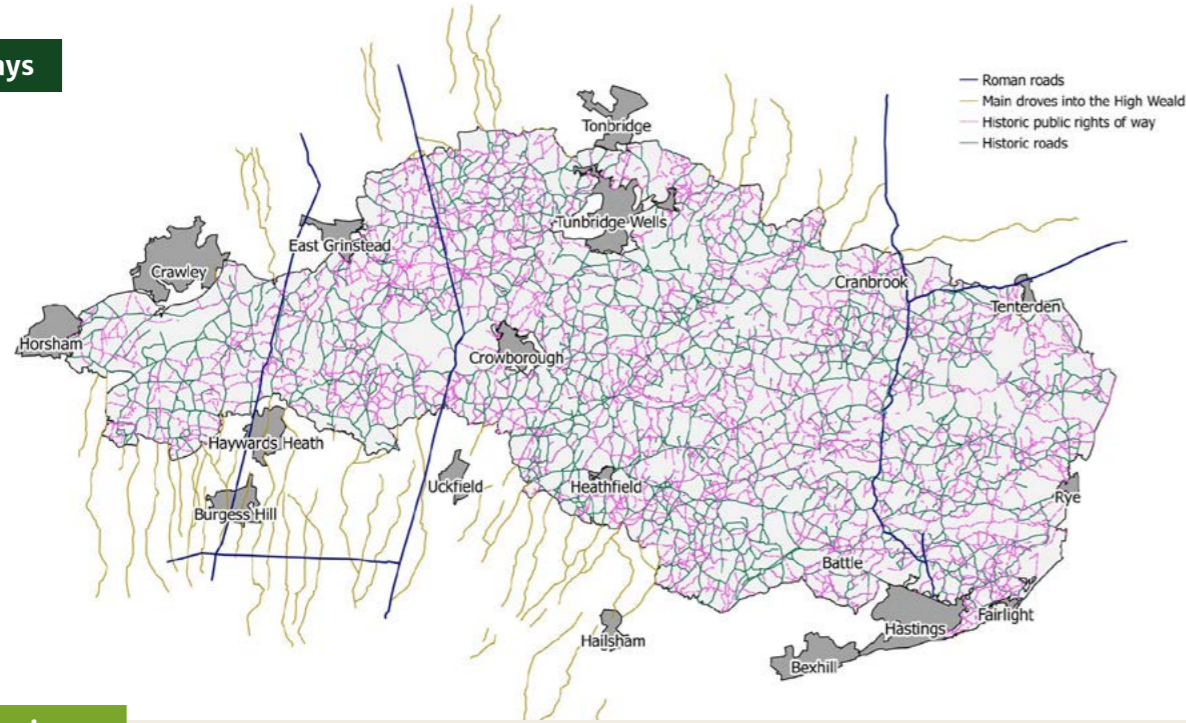 Roman roads
Main droves into the High Weald
Historic public rights of way
Historic roads
Tonbridge
Tunbridge Wells
East Grinstead
Crawley
Cranbrook
Tenterden
Horsham
Crowborough
Haywards Heath
Uckfield
Heathfield
Rye
Burgess Hill
Battle
Fairlight
Hastings
Hailsham
Bexhill